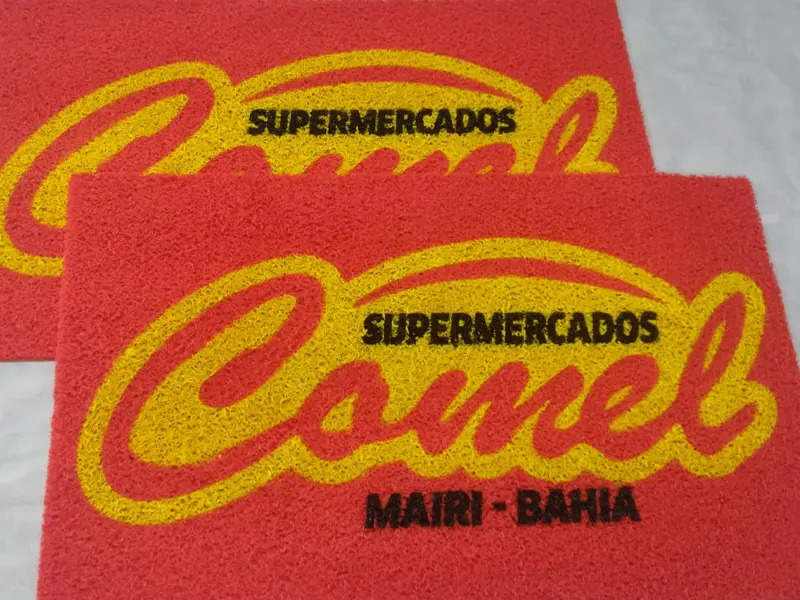 SUPERMERCADOS
Comel
SUPERMERCADOS
Comel
MAIRI - BAHIA